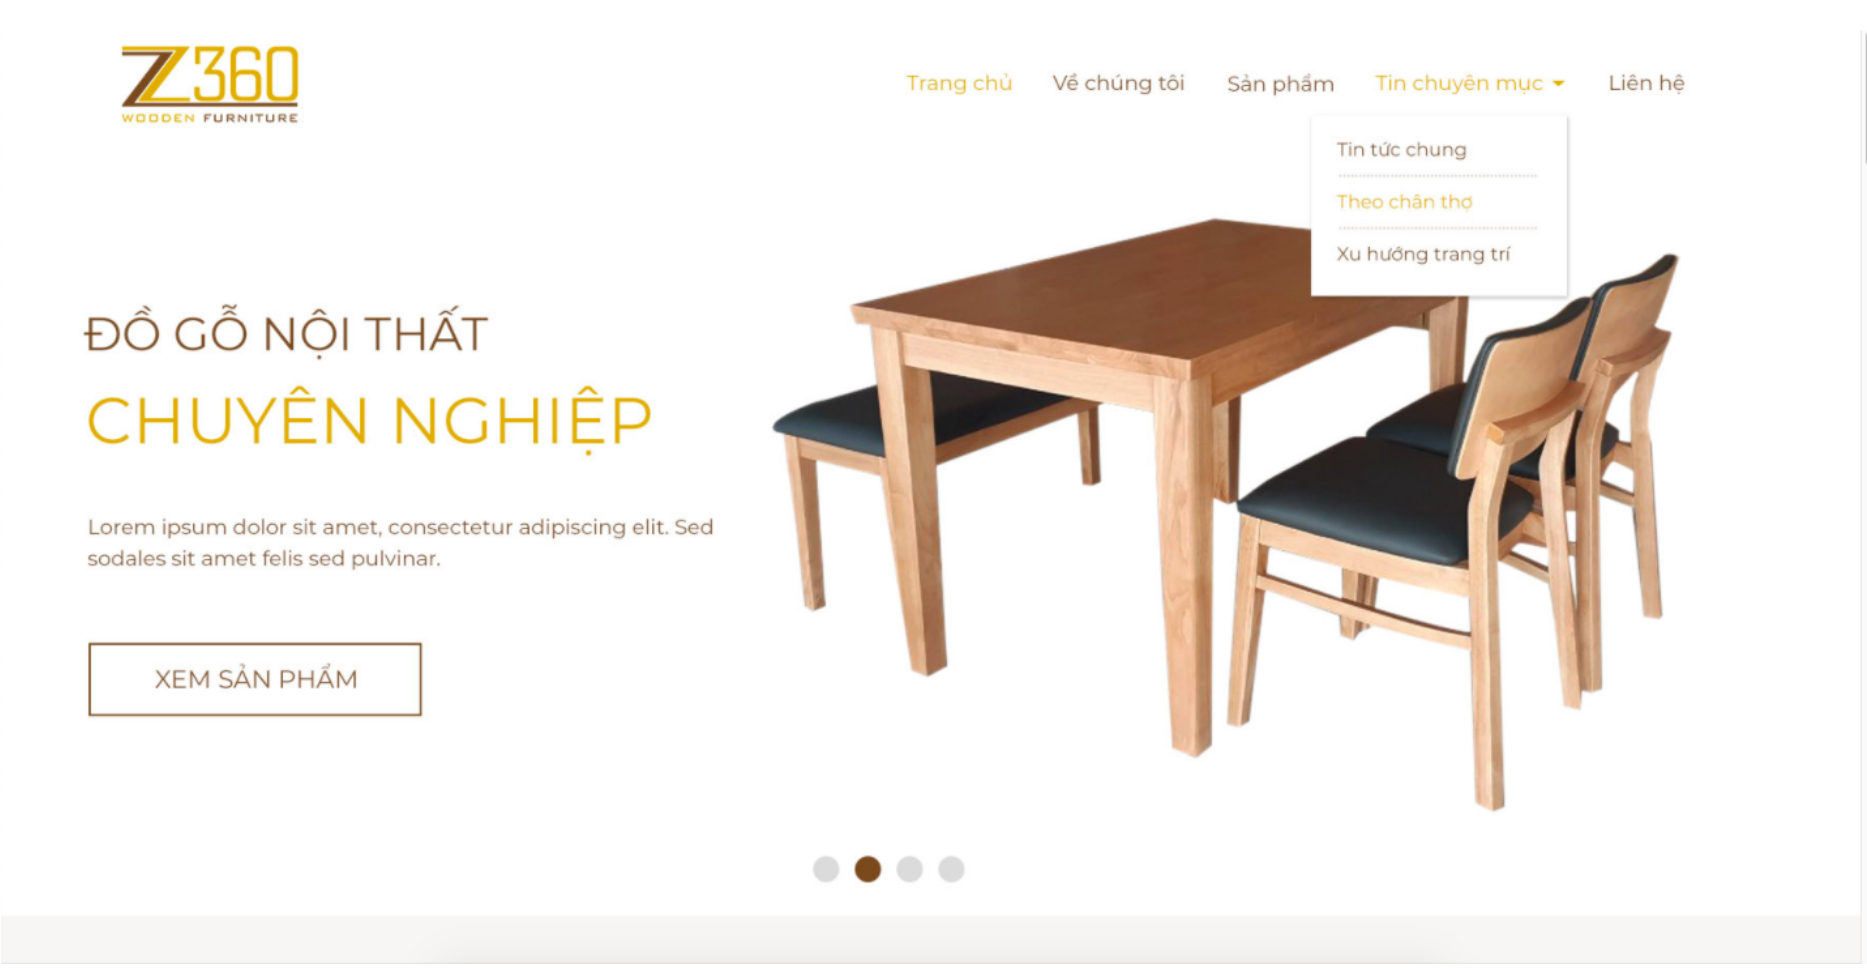 Z360
WOODEN FURNITURE
Trang chủ Về chúng tôi Sản phẩm Tin chuyên mục Liên hệ
Tin tức chung
Theo chân thợ
Xu hướng trang trí
ĐỒ GỖ NỘI THẤT
CHUYÊN NGHIỆP
Lorem ipsum dolor sit amet, consectetur adipiscing elit. Sed
sodales sit amet felis sed pulvinar.
XEM SẢN PHẨM